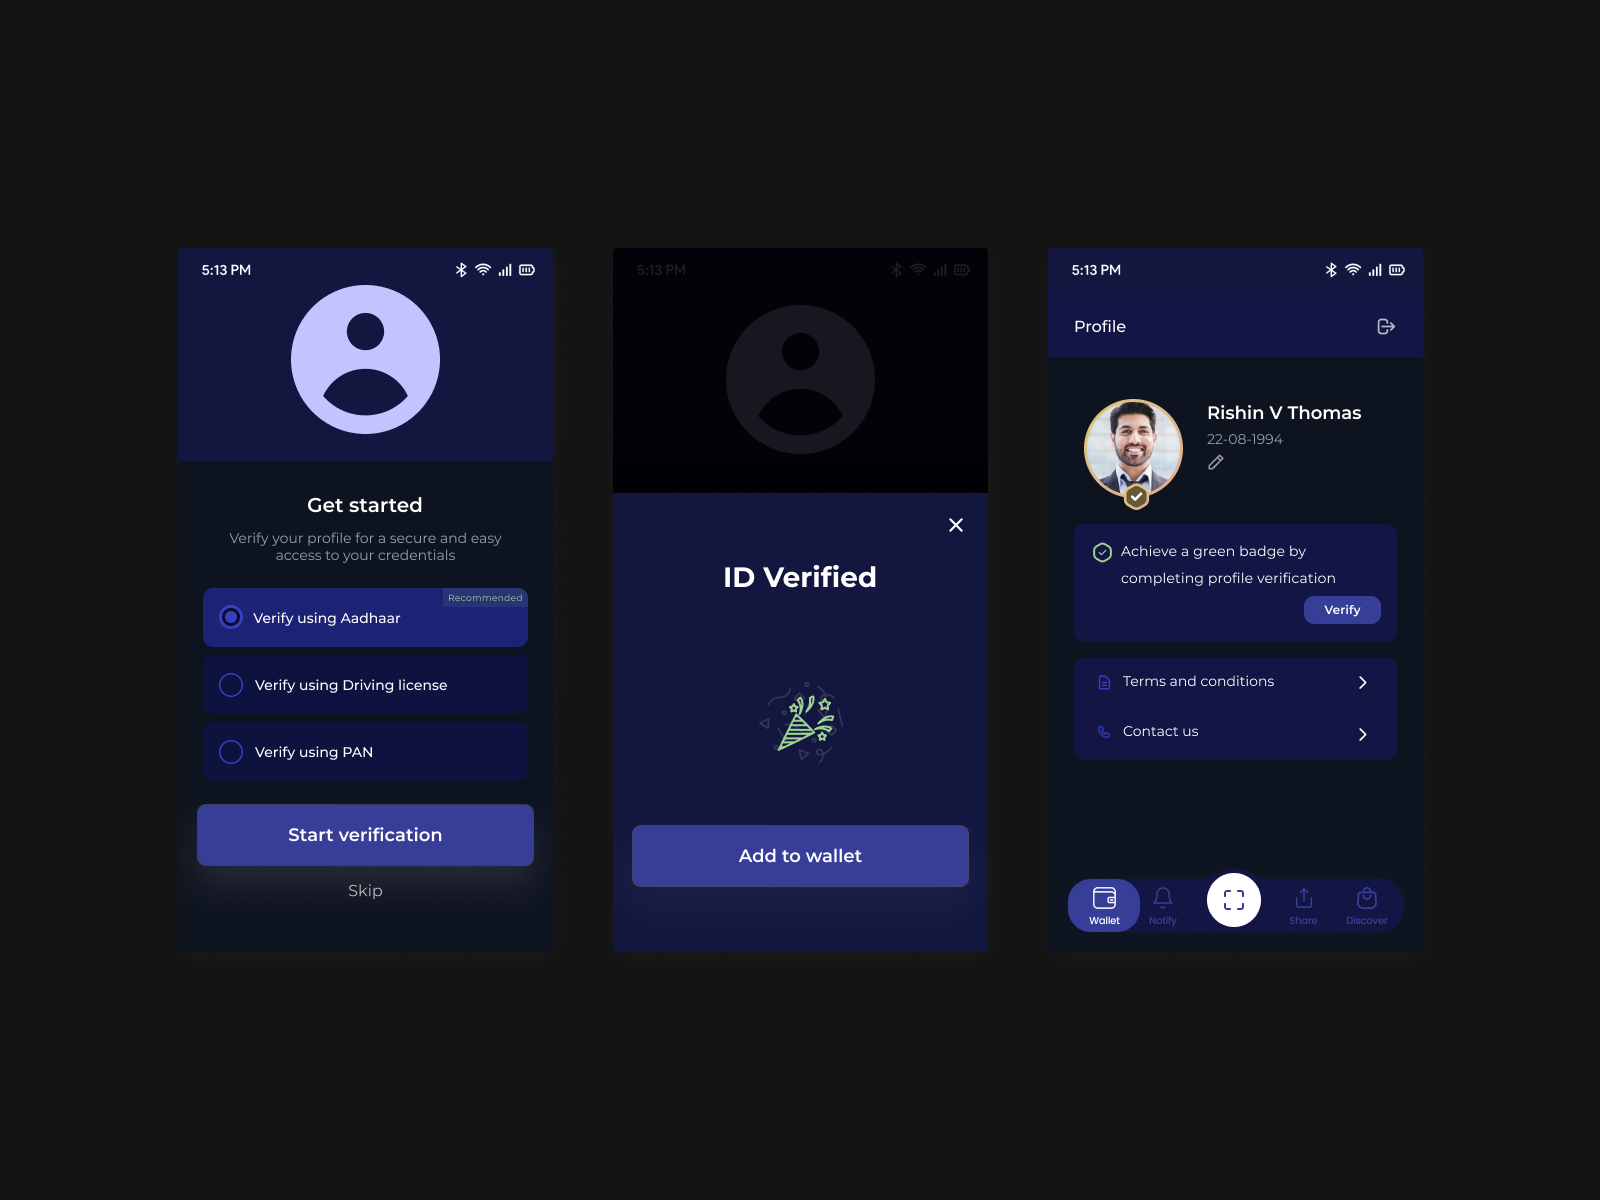 5:13 PM
Get started
Verify your profile for a secure and easy
access to your credentials
Recommended
Verify using Aadhaar
Verify using Driving license
Verify using PAN
Start verification
Skip
5:13 PM
ID Verified
Add to wallet
5:13 PM
Profile
Rishin V Thomas
22-08-1994
Achieve a green badge by
completing profile verification
Verify
Terms and conditions
Contact us
Wallet
Notify
Share
Discover